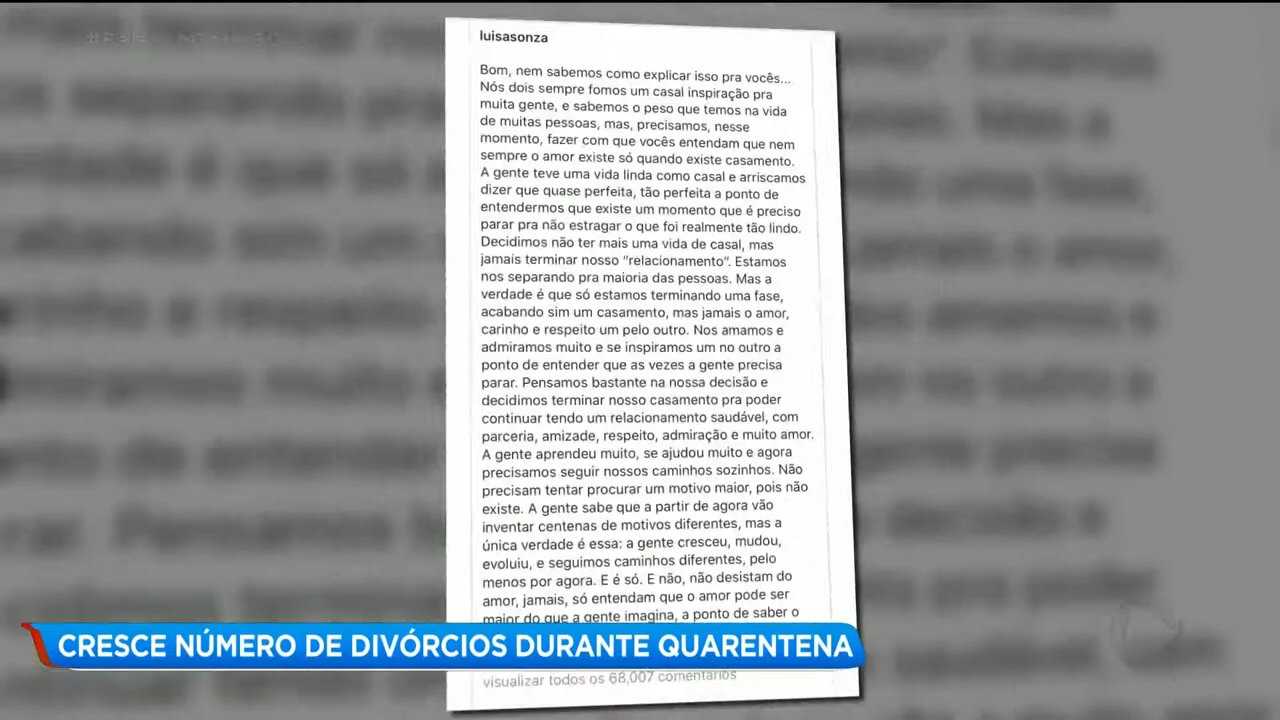 luisasonza
Bom, nem sabemos como explicar isso pra vocês...
Nós dois sempre fomos um casal inspiração pra
muita gente, e sabemos o peso que temos na vida
de muitas pessoas, mas, precisamos, nesse
momento, fazer com que vocês entendam que nem
sempre o amor existe só quando existe casamento.
A gente teve uma vida linda como casal e arriscamos
dizer que quase perfeita, tão perfeita a ponto de
entendermos que existe um momento que é preciso
parar pra não estragar o que foi realmente tão lindo.
Decidimos não ter mais uma vida de casal, mas
jamais terminar nosso “relacionamento”. Estamos
nos separando pra maioria das pessoas. Mas a
verdade é que só estamos terminando uma fase,
acabando sim um casamento, mas jamais o amor,
carinho e respeito um pelo outro. Nos amamos e
admiramos muito e se inspiramos um no outro a
ponto de entender que as vezes a gente precisa
parar. Pensamos bastante na nossa decisão e
decidimos terminar nosso casamento pra poder
continuar tendo um relacionamento saudável, com
parceria, amizade, respeito, admiração e muito amor.
A gente aprendeu muito, se ajudou muito e agora
precisamos seguir nossos caminhos sozinhos. Não
precisam tentar procurar um motivo maior, pois não
existe. A gente sabe que a partir de agora vão
inventar centenas de motivos diferentes, mas a
única verdade é essa: a gente cresceu, mudou,
evoluiu, e seguimos caminhos diferentes, pelo
menos por agora. E é só. E não, não desistam do
amor, jamais, só entendam que o amor pode ser
maior do que a gente imagina, a ponto de saber o
CRESCE NÚMERO DE DIVÓRCIOS DURANTE QUARENTENA
visualizar todos os 68,007 comentários